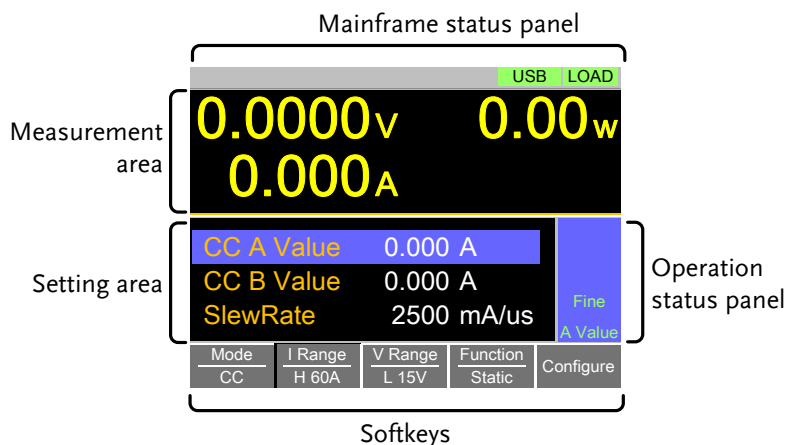 Mainframe status panel
USB LOAD
Measurement area
0.0000V 0.00W
0.000A
Setting area
CC A Value 0.000 A
CC B Value 0.000 A
SlewRate 2500 mA/us
Fine
A Value
Operation status panel
Mode I Range V Range Function Configure
CC H 60A L 15V Static
Softkeys